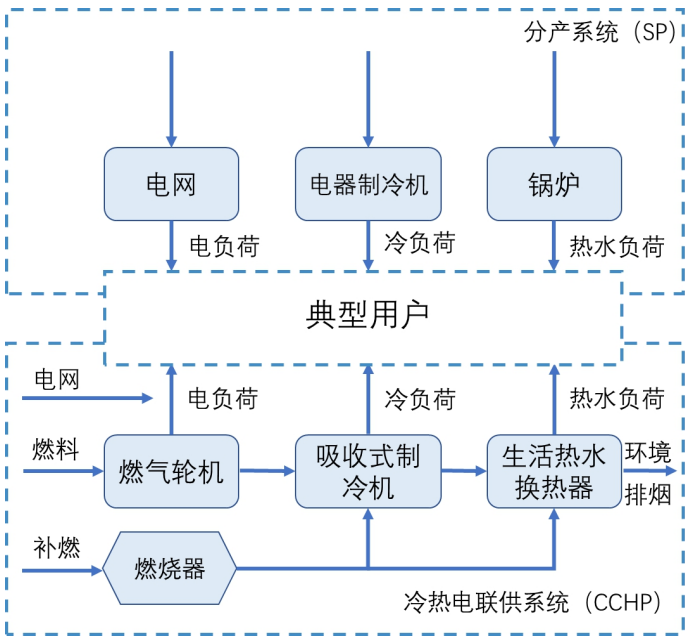 分产系统（SP）
电网
电器制冷机
锅炉
电负荷
冷负荷
热水负荷
典型用户
电网
电负荷
冷负荷
热水负荷
燃料
燃气轮机
吸收式制
冷机
生活热水
换热器
环境
排烟
补燃
燃烧器
冷热电联供系统(CCHP)